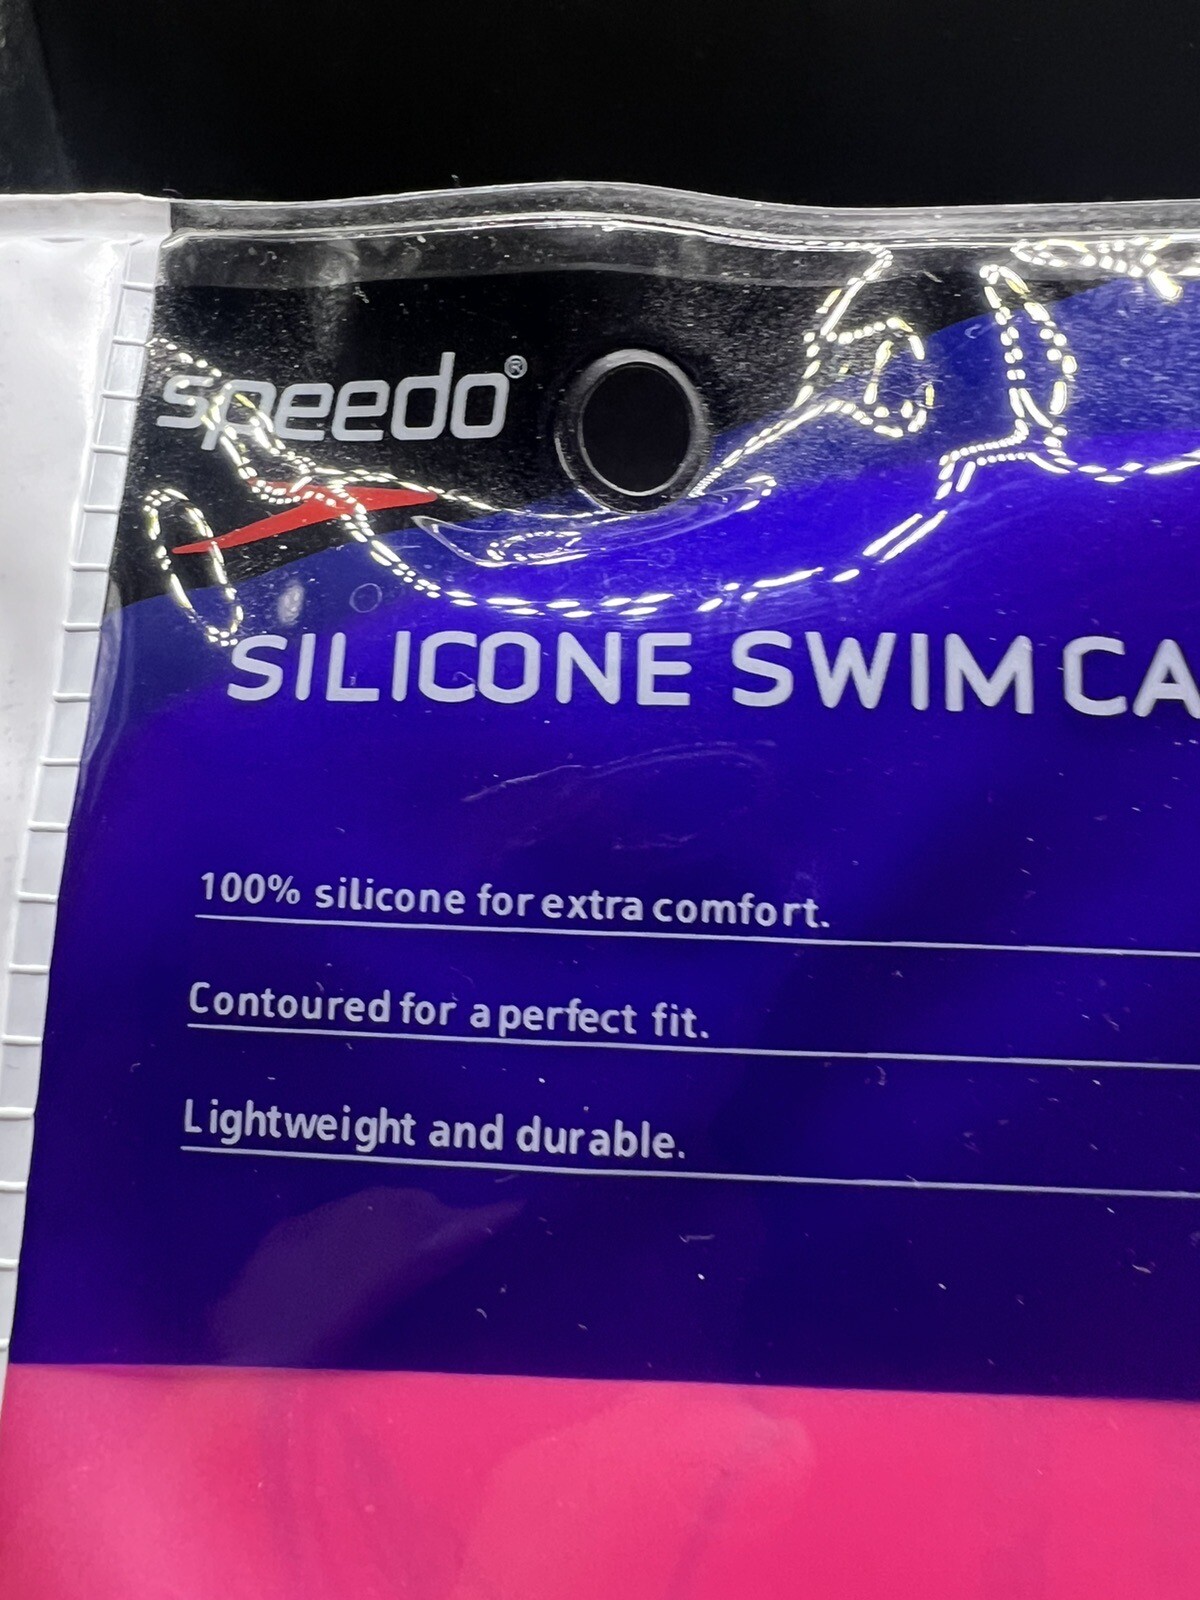 speedo®
SILICONE SWIM CA
100% silicone for extra comfort.
Contoured for a perfect fit.
Lightweight and durable.